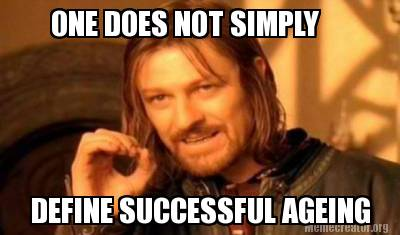 ONE DOES NOT SIMPLY
DEFINE SUCCESSFUL AGEING
Memecreator.org